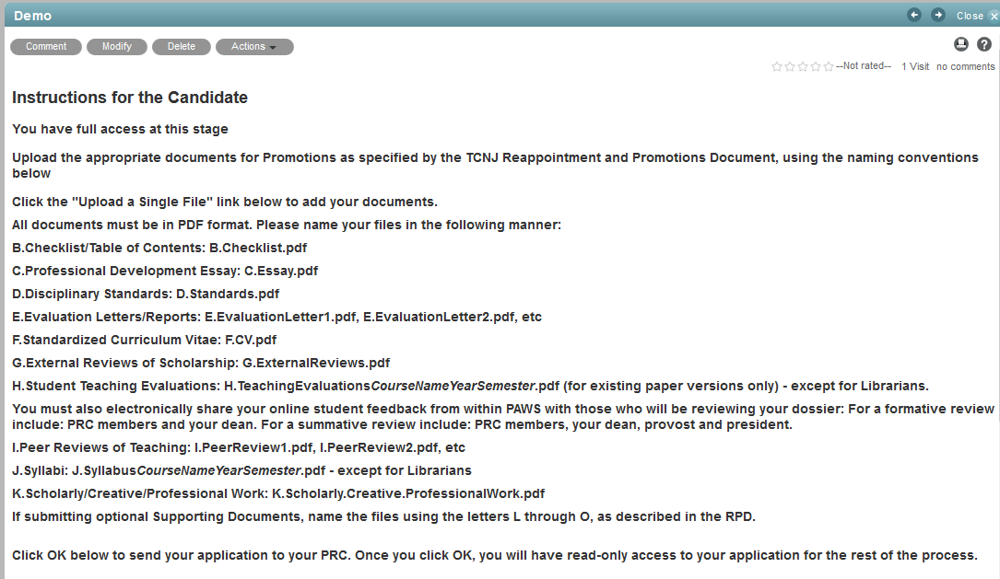 Demo
Close
Comment Modify Delete Actions
--Not rated-- 1 Visit no comments
Instructions for the Candidate
You have full access at this stage
Upload the appropriate documents for Promotions as specified by the TCNJ Reappointment and Promotions Document, using the naming conventions
below
Click the "Upload a Single File" link below to add your documents.
All documents must be in PDF format. Please name your files in the following manner:
B.Checklist/Table of Contents: B.Checklist.pdf
C.Professional Development Essay: C.Essay.pdf
D.Disciplinary Standards: D.Standards.pdf
E.Evaluation Letters/Reports: E.EvaluationLetter1.pdf, E.EvaluationLetter2.pdf, etc
F.Standardized Curriculum Vitae: F.CV.pdf
G.External Reviews of Scholarship: G.ExternalReviews.pdf
H.Student Teaching Evaluations: H.TeachingEvaluationsCourseNameYearSemester.pdf (for existing paper versions only) - except for Librarians.
You must also electronically share your online student feedback from within PAWS with those who will be reviewing your dossier: For a formative review
include: PRC members and your dean. For a summative review include: PRC members, your dean, provost and president.
I.Peer Reviews of Teaching: I.PeerReview1.pdf, I.PeerReview2.pdf, etc
J.Syllabi: J.SyllabusCourseNameYearSemester.pdf - except for Librarians
K.Scholarly/Creative/Professional Work: K.Scholarly.Creative.ProfessionalWork.pdf
If submitting optional Supporting Documents, name the files using the letters L through O, as described in the RPD.
Click OK below to send your application to your PRC. Once you click OK, you will have read-only access to your application for the rest of the process.